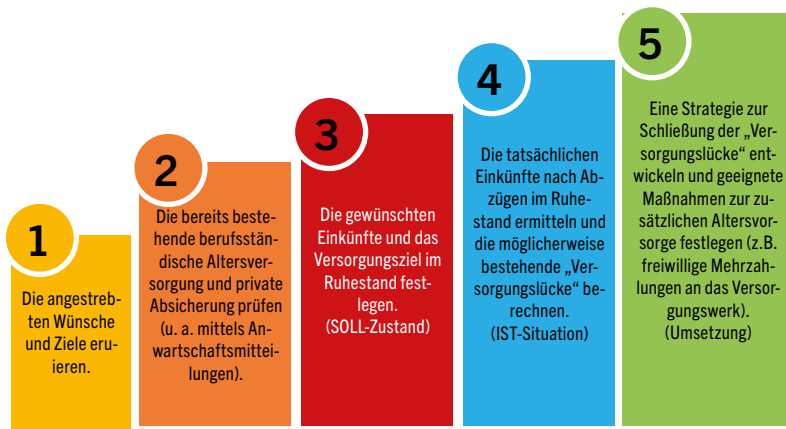 1
Die angestreb-
ten Wünsche
und Ziele eru-
ieren.
2
Die bereits beste-
hende berufsstän-
dische Altersver-
sorgung und private
Absicherung prüfen
(u. a. mittels An-
wartschaftsmittei-
lungen).
3
Die gewünschten
Einkünfte und das
Versorgungsziel im
Ruhestand fest-
legen.
(SOLL-Zustand)
4
Die tatsächlichen
Einkünfte nach Ab-
zügen im Ruhe-
stand ermitteln und
die möglicherweise
bestehende „Ver-
sorgungslücke“ be-
rechnen.
(IST-Situation)
5
Eine Strategie zur
Schließung der „Ver-
sorgungslücke“ ent-
wickeln und geeignete
Maßnahmen zur zu-
sätzlichen Altersvor-
sorge festlegen (z.B.
freiwillige Mehrzah-
lungen an das Versor-
gungswerk).
(Umsetzung)